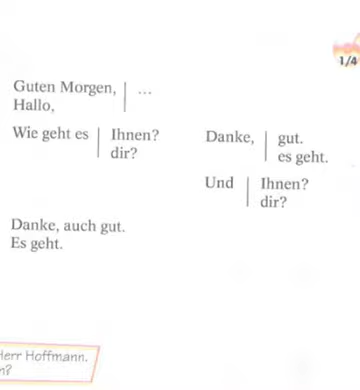 1/4
Guten Morgen, | ...
Hallo,
Wie geht es | Ihnen?
dir?
Danke, | gut.
es geht.
Und | Ihnen?
dir?
Danke, auch gut.
Es geht.
Herr Hoffmann.